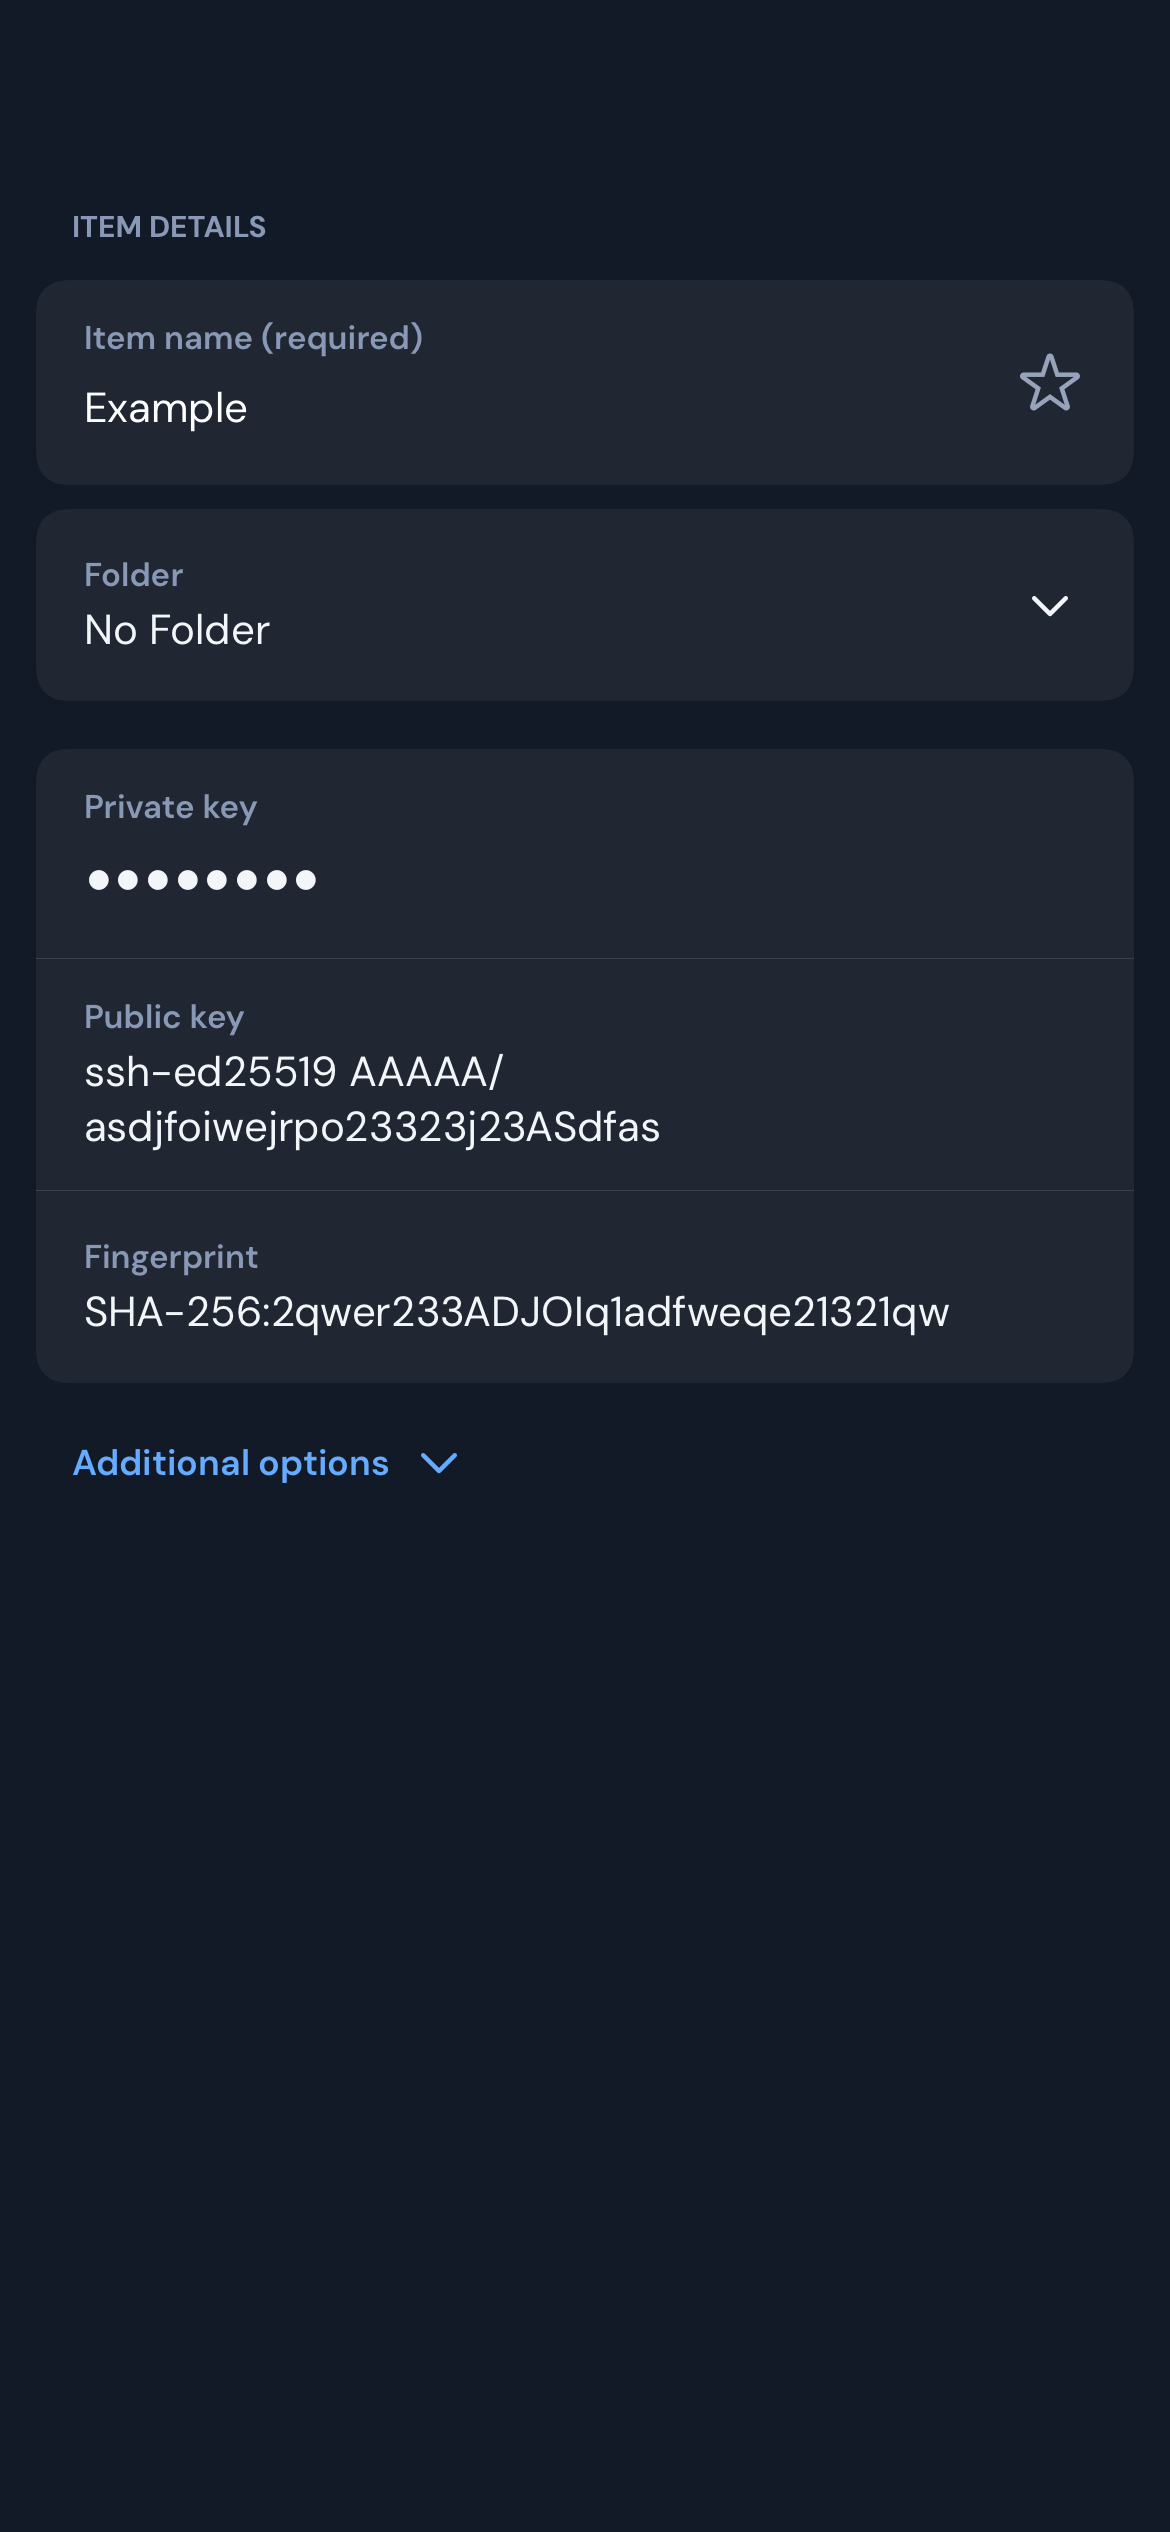 ITEM DETAILS
Item name (required)
Example
Folder
No Folder
Private key
●●●●●●●●
Public key
ssh-ed25519 AAAAA/
asdjfoiwejrpo23323j23ASdfas
Fingerprint
SHA-256:2qwer233ADJOIq1adfweqe21321qw
Additional options